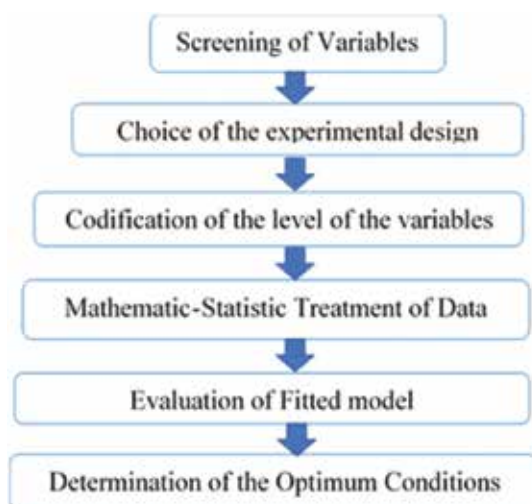 Screening of Variables
Choice of the experimental design
Codification of the level of the variables
Mathematic-Statistic Treatment of Data
Evaluation of Fitted model
Determination of the Optimum Conditions